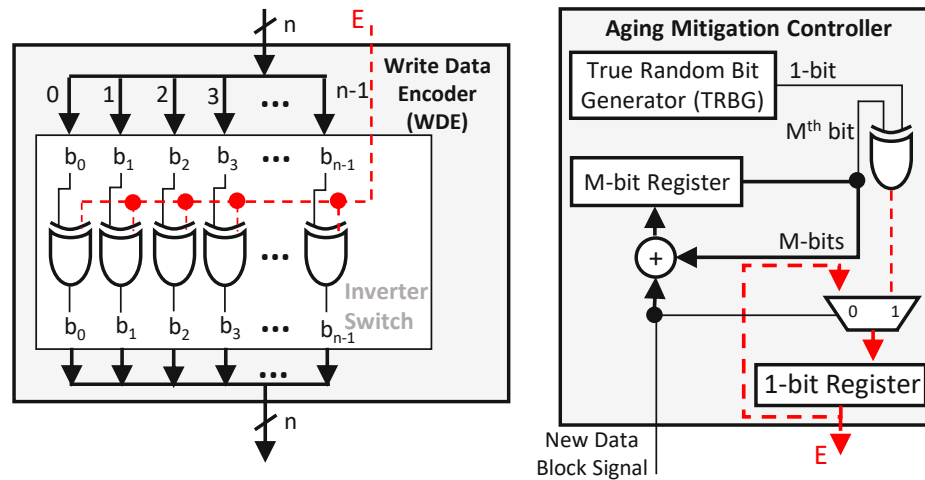 n
E
Write Data
Encoder
(WDE)
0 1 2 3 ••• n-1
b0 b1 b2 b3 ••• bn-1
•••
Inverter
Switch
b0 b1 b2 b3 ••• bn-1
•••
n
Aging Mitigation Controller
True Random Bit
Generator (TRBG)
1-bit
Mth bit
M-bit Register
M-bits
+
0 1
1-bit Register
New Data
Block Signal
E